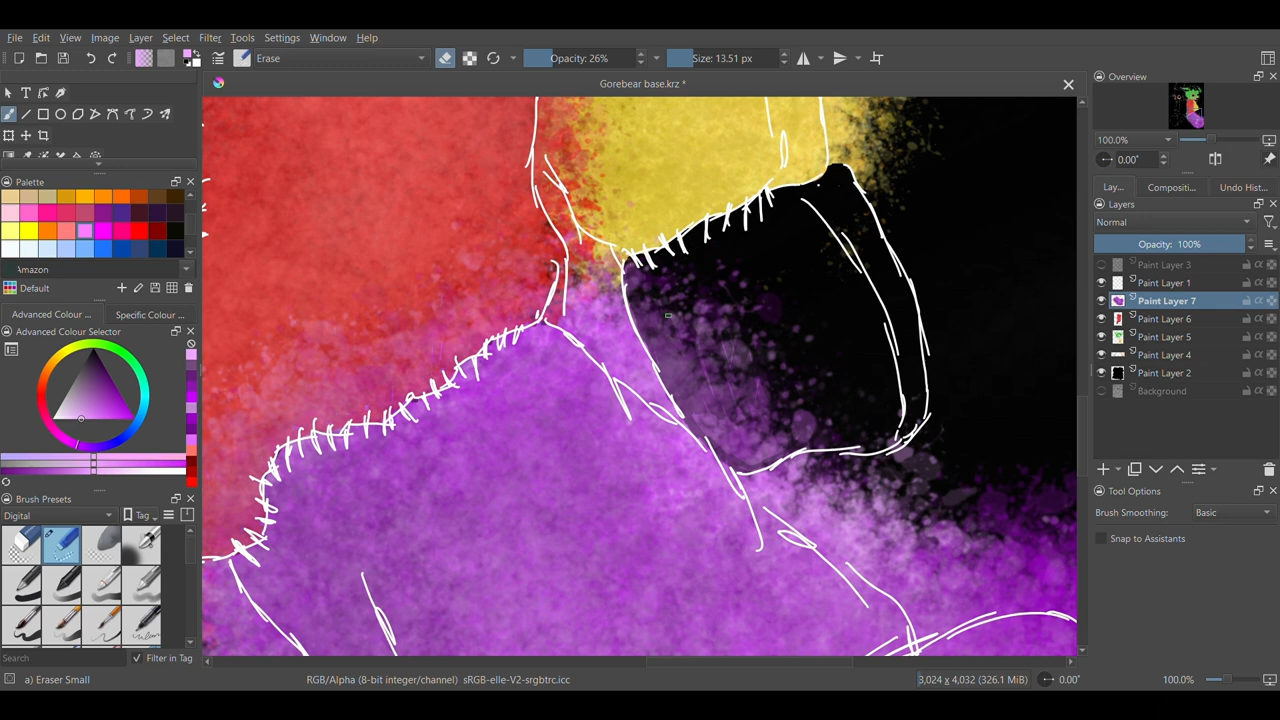 File Edit View Image Layer Select Filter Tools Settings Window Help
Erase Opacity: 26% Size: 13.51 px
Gorebear base.krz *
Overview
100.0%
0.00°
Palette
Amazon
Default
Advanced Colour ... Specific Colour ...
Advanced Colour Selector
Brush Presets
Digital Tag
Search Filter in Tag
Lay... Compositi... Undo Hist...
Layers
Normal
Opacity: 100%
Paint Layer 3
Paint Layer 1
Paint Layer 7
Paint Layer 6
Paint Layer 5
Paint Layer 4
Paint Layer 2
Background
Tool Options
Brush Smoothing: Basic
Snap to Assistants
a) Eraser Small RGB/Alpha (8-bit integer/channel) sRGB-elle-V2-srgbtrc.icc 3,024 x 4,032 (326.1 MiB) 0.00° 100.0%